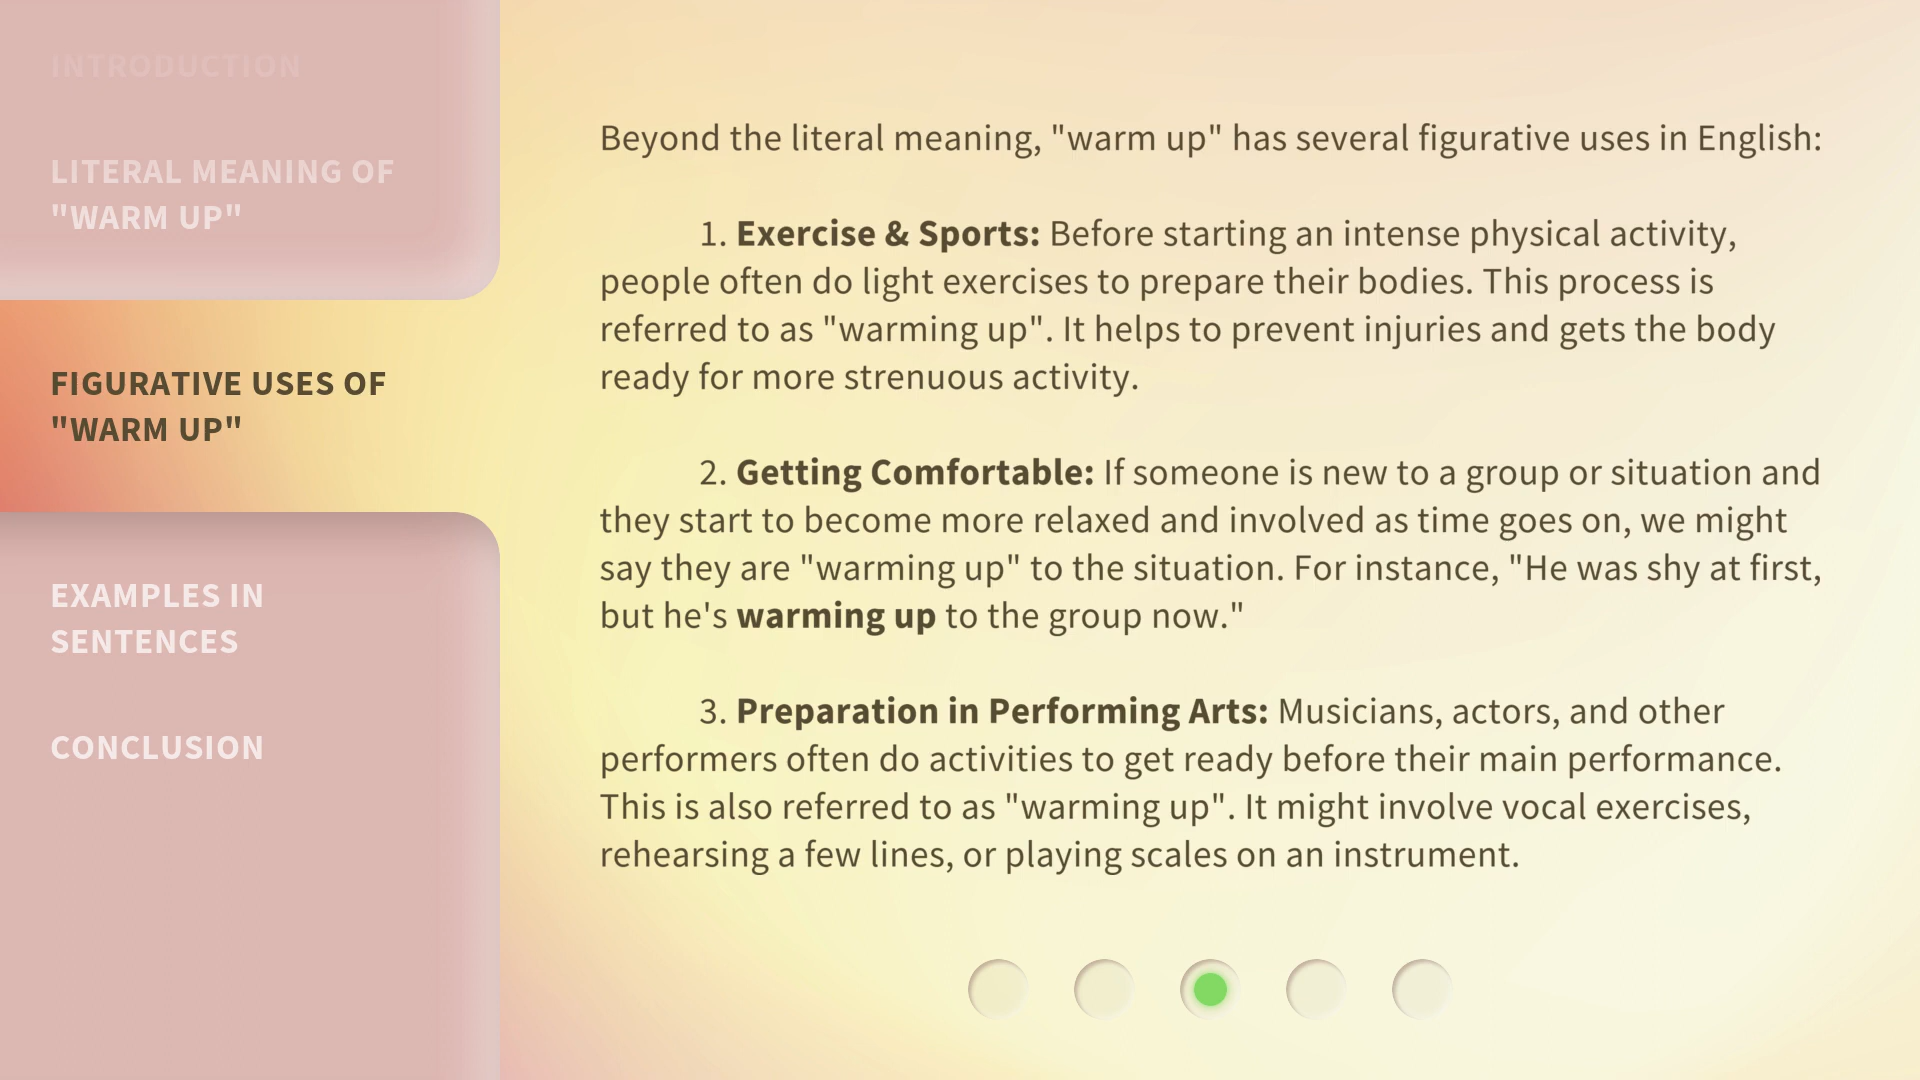 INTRODUCTION
LITERAL MEANING OF
"WARM UP"
FIGURATIVE USES OF
"WARM UP"
EXAMPLES IN
SENTENCES
CONCLUSION
Beyond the literal meaning, "warm up" has several figurative uses in English:
1. Exercise & Sports: Before starting an intense physical activity,
people often do light exercises to prepare their bodies. This process is
referred to as "warming up". It helps to prevent injuries and gets the body
ready for more strenuous activity.
2. Getting Comfortable: If someone is new to a group or situation and
they start to become more relaxed and involved as time goes on, we might
say they are "warming up" to the situation. For instance, "He was shy at first,
but he's warming up to the group now."
3. Preparation in Performing Arts: Musicians, actors, and other
performers often do activities to get ready before their main performance.
This is also referred to as "warming up". It might involve vocal exercises,
rehearsing a few lines, or playing scales on an instrument.